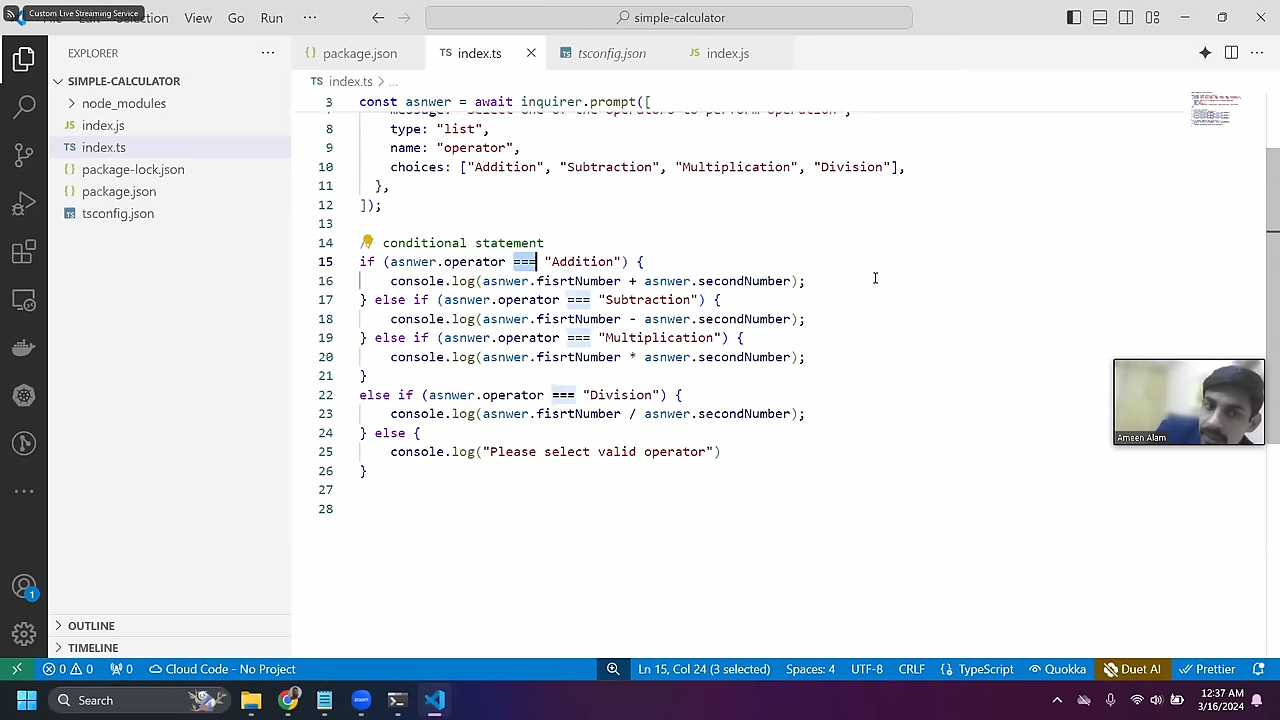 Custom Live Streaming Service
Selection View Go Run ···
simple-calculator
EXPLORER ···
package.json
TS index.ts
tsconfig.json
JS index.js
SIMPLE-CALCULATOR
node_modules
JS index.js
TS index.ts
{} package-lock.json
{} package.json
tsconfig.json
TS index.ts > ...
3 const asnwer = await inquirer.prompt([
8 type: "list",
9 name: "operator",
10 choices: ["Addition", "Subtraction", "Multiplication", "Division"],
11 },
12 ]);
13
14 conditional statement
15 if (asnwer.operator === "Addition") {
16 console.log(asnwer.fisrtNumber + asnwer.secondNumber);
17 } else if (asnwer.operator === "Subtraction") {
18 console.log(asnwer.fisrtNumber - asnwer.secondNumber);
19 } else if (asnwer.operator === "Multiplication") {
20 console.log(asnwer.fisrtNumber * asnwer.secondNumber);
21 }
22 else if (asnwer.operator === "Division") {
23 console.log(asnwer.fisrtNumber / asnwer.secondNumber);
24 } else {
25 console.log("Please select valid operator")
26 }
27
28
Ameen Alam
1
OUTLINE
TIMELINE
0 0 0 Cloud Code - No Project
Ln 15, Col 24 (3 selected) Spaces: 4 UTF-8 CRLF {} TypeScript Quokka Duet AI Prettier
Search
12:37 AM
3/16/2024